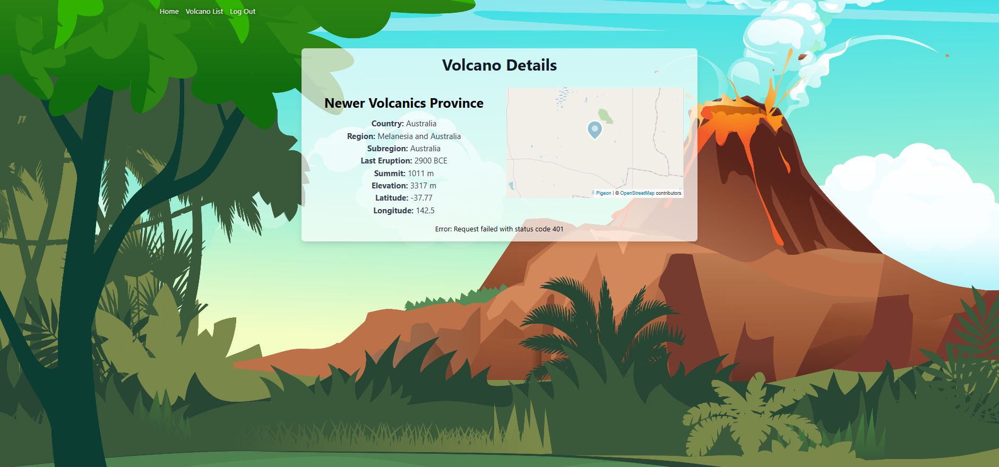 Home Volcano List Log Out
Volcano Details
Newer Volcanics Province
Country: Australia
Region: Melanesia and Australia
Subregion: Australia
Last Eruption: 2900 BCE
Summit: 1011 m
Elevation: 3317 m
Latitude: -37.77
Longitude: 142.5
Pigeon | © OpenStreetMap contributors
Error: Request failed with status code 401